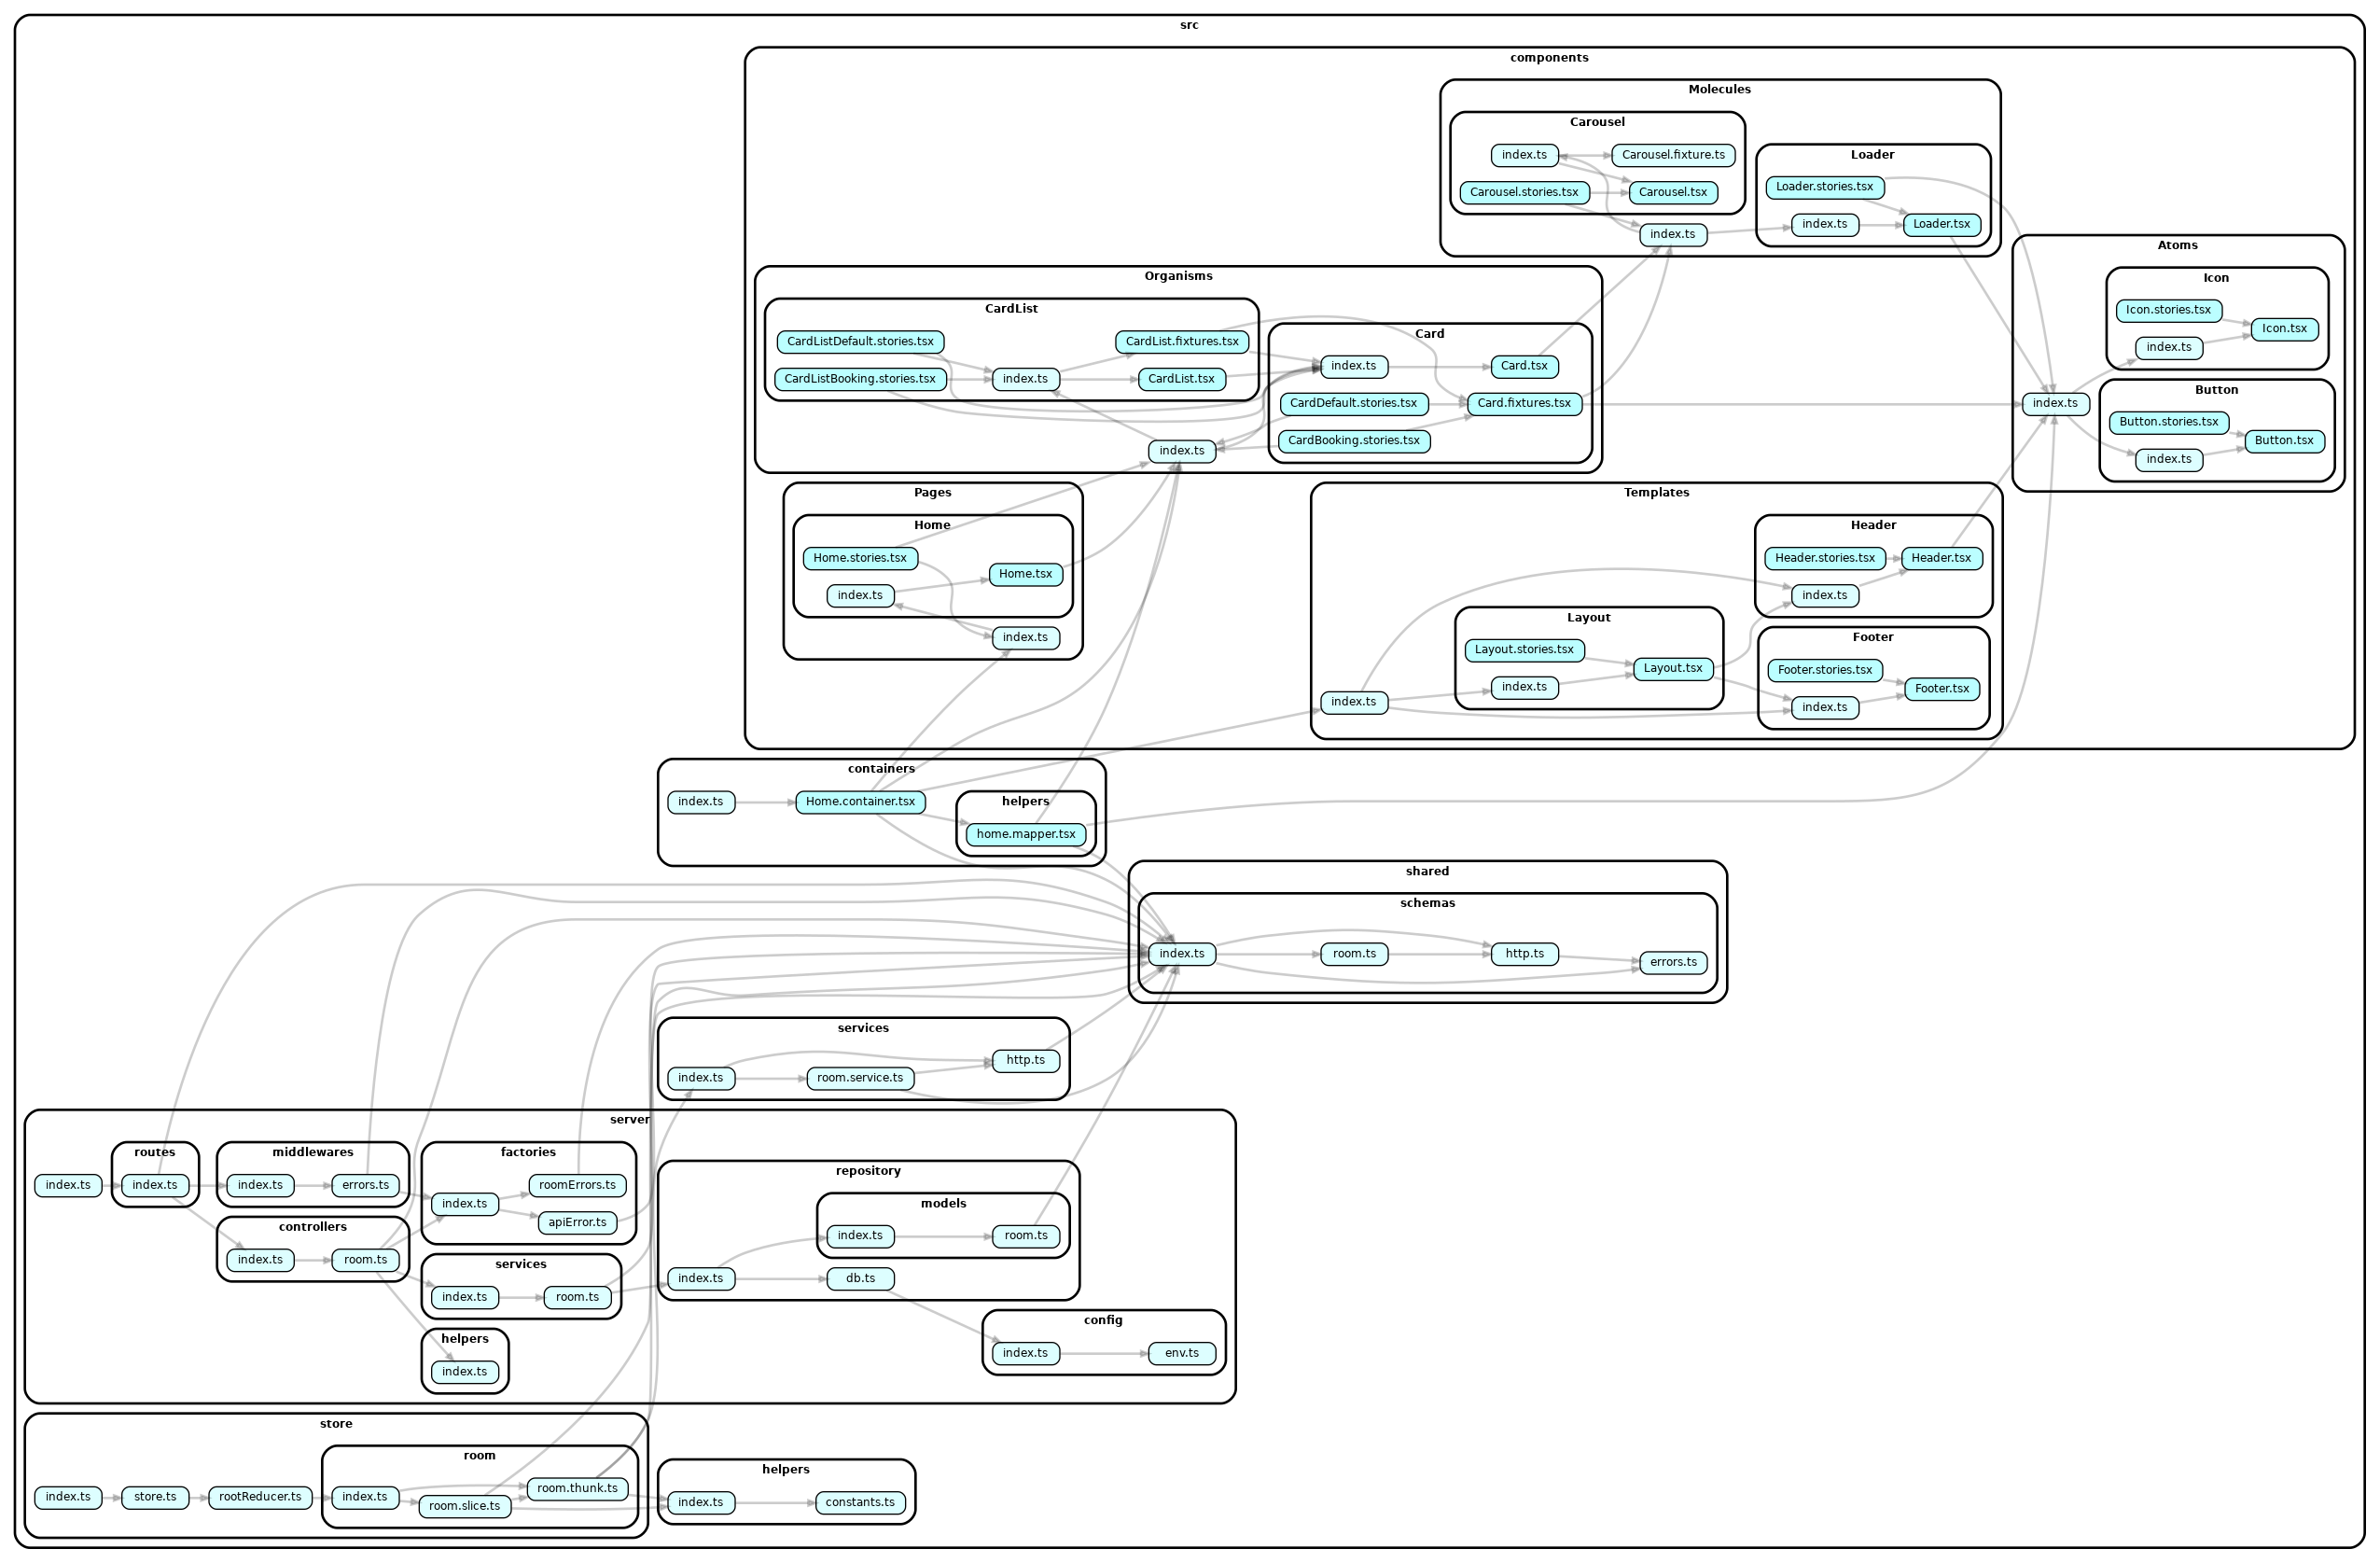 src
components
Molecules
Carousel
index.ts
Carousel.fixture.ts
Carousel.stories.tsx
Carousel.tsx
Loader
Loader.stories.tsx
index.ts
Loader.tsx
index.ts
Atoms
Icon
Icon.stories.tsx
Icon.tsx
index.ts
Button
Button.stories.tsx
Button.tsx
index.ts
index.ts
Organisms
CardList
CardListDefault.stories.tsx
CardList.fixtures.tsx
CardListBooking.stories.tsx
index.ts
CardList.tsx
Card
index.ts
Card.tsx
CardDefault.stories.tsx
Card.fixtures.tsx
CardBooking.stories.tsx
index.ts
Pages
Home
Home.stories.tsx
Home.tsx
index.ts
index.ts
Templates
Header
Header.stories.tsx
Header.tsx
index.ts
Layout
Layout.stories.tsx
Layout.tsx
index.ts
Footer
Footer.stories.tsx
Footer.tsx
index.ts
index.ts
containers
index.ts
Home.container.tsx
helpers
home.mapper.tsx
shared
schemas
index.ts
room.ts
http.ts
errors.ts
services
index.ts
room.service.ts
http.ts
server
index.ts
routes
index.ts
middlewares
index.ts
errors.ts
controllers
index.ts
room.ts
factories
roomErrors.ts
index.ts
apiError.ts
services
index.ts
room.ts
helpers
index.ts
repository
models
index.ts
room.ts
index.ts
db.ts
config
index.ts
env.ts
store
index.ts
store.ts
rootReducer.ts
room
index.ts
room.slice.ts
room.thunk.ts
helpers
index.ts
constants.ts